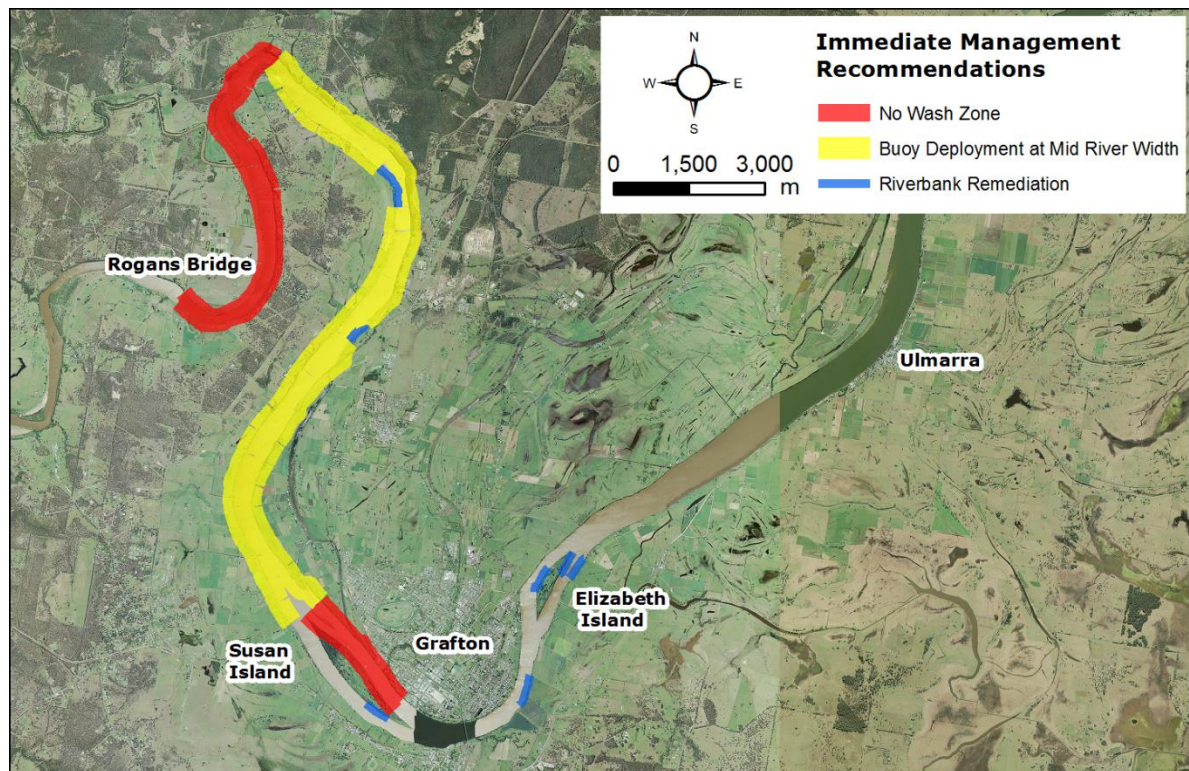 Immediate Management
Recommendations
N
W
E
S
0 1,500 3,000
m
No Wash Zone
Buoy Deployment at Mid River Width
Riverbank Remediation
Rogans Bridge
Ulmarra
Elizabeth
Island
Grafton
Susan
Island